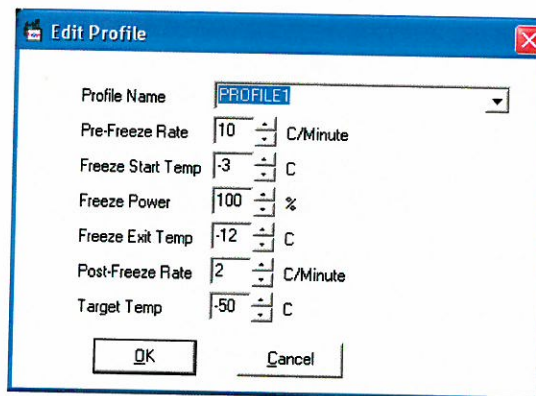 Edit Profile
Profile Name PROFILE1
Pre-Freeze Rate 10 C/Minute
Freeze Start Temp -3 C
Freeze Power 100 %
Freeze Exit Temp -12 C
Post-Freeze Rate 2 C/Minute
Target Temp -50 C
OK Cancel